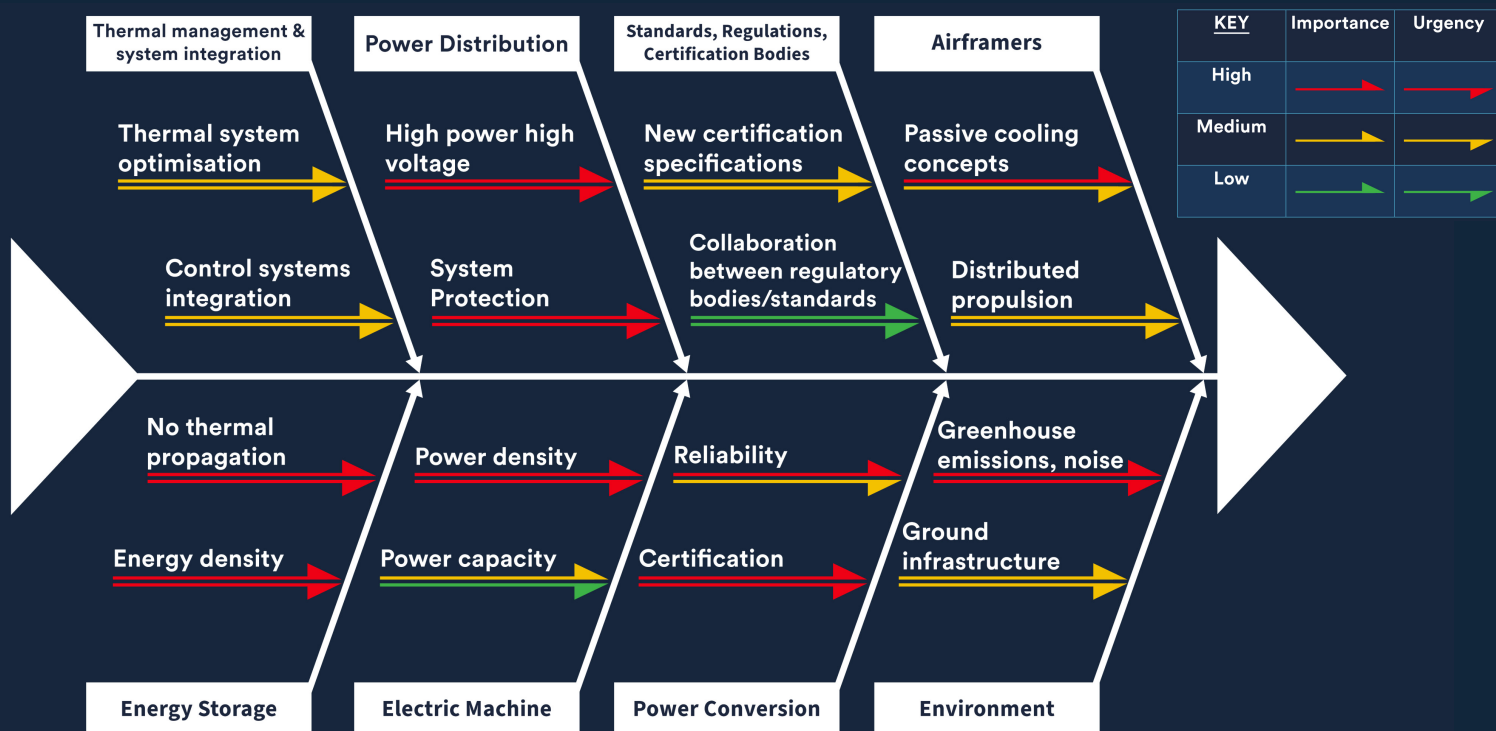 Thermal management &
system integration
Power Distribution
Standards, Regulations,
Certification Bodies
Airframers
KEY
Importance
Urgency
High
Medium
Low
Thermal system
optimisation
High power high
voltage
New certification
specifications
Passive cooling
concepts
Control systems
integration
System
Protection
Collaboration
between regulatory
bodies/standards
Distributed
propulsion
No thermal
propagation
Power density
Reliability
Greenhouse
emissions, noise
Energy density
Power capacity
Certification
Ground
infrastructure
Energy Storage
Electric Machine
Power Conversion
Environment